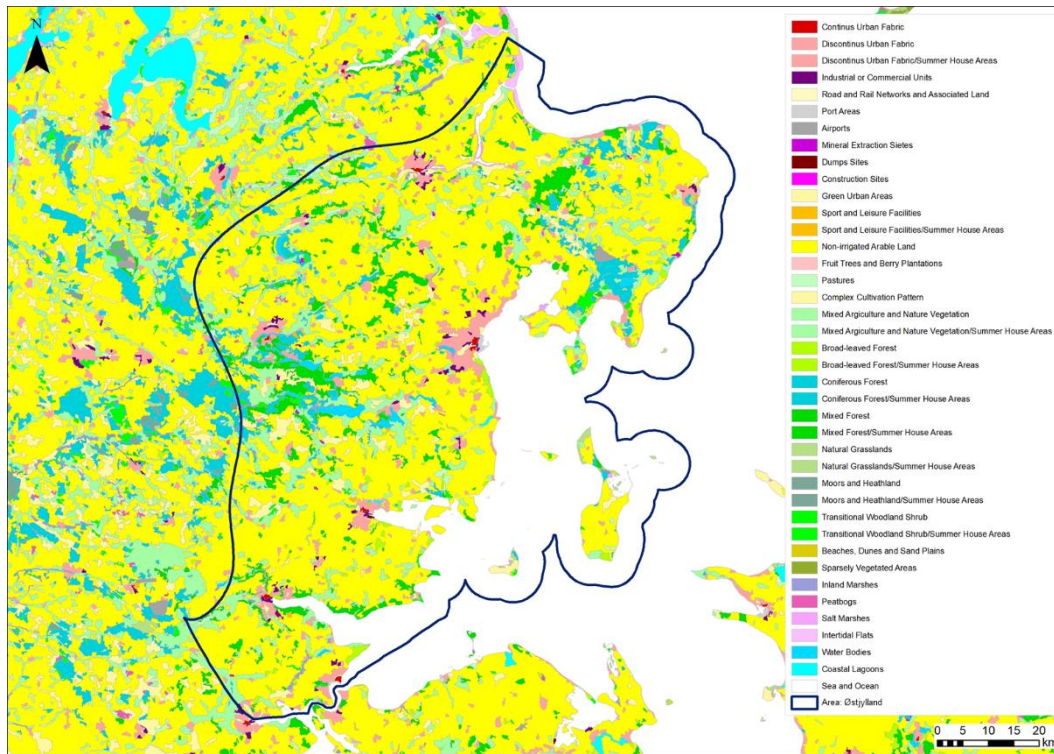 N
Continus Urban Fabric
Discontinus Urban Fabric
Discontinus Urban Fabric/Summer House Areas
Industrial or Commercial Units
Road and Rail Networks and Associated Land
Port Areas
Airports
Mineral Extraction Sieties
Dumps Sites
Construction Sites
Green Urban Areas
Sport and Leisure Facilities
Sport and Leisure Facilities/Summer House Areas
Non-irrigated Arable Land
Fruit Trees and Berry Plantations
Pastures
Complex Cultivation Pattern
Mixed Argiculture and Nature Vegetation
Mixed Argiculture and Nature Vegetation/Summer House Areas
Broad-leaved Forest
Broad-leaved Forest/Summer House Areas
Coniferous Forest
Coniferous Forest/Summer House Areas
Mixed Forest
Mixed Forest/Summer House Areas
Natural Grasslands
Natural Grasslands/Summer House Areas
Moors and Heathland
Moors and Heathland/Summer House Areas
Transitional Woodland Shrub
Transitional Woodland Shrub/Summer House Areas
Beaches, Dunes and Sand Plains
Sparsely Vegetated Areas
Inland Marshes
Peatbogs
Salt Marshes
Intertidal Flats
Water Bodies
Coastal Lagoons
Sea and Ocean
Area: Østjylland
0 5 10 15 20
km